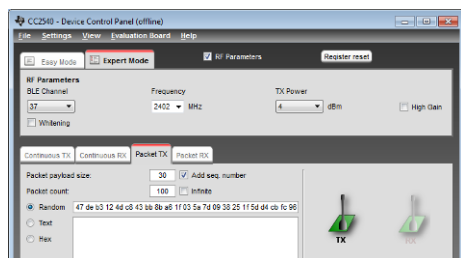 CC2540 - Device Control Panel (offline)
File Settings View Evaluation Board Help
Easy Mode Expert Mode RF Parameters Register reset
RF Parameters
BLE Channel Frequency TX Power
37 2402 MHz 4 dBm High Gain
Whitening
Continuous TX Continuous RX Packet TX Packet RX
Packet payload size: 30 Add seq. number
Packet count: 100 Infinite
Random 47 de b3 12 4d c8 43 bb 8b a6 1f 03 5a 7d 09 38 25 1f 5d d4 cb fc 96
Text
Hex
TX RX